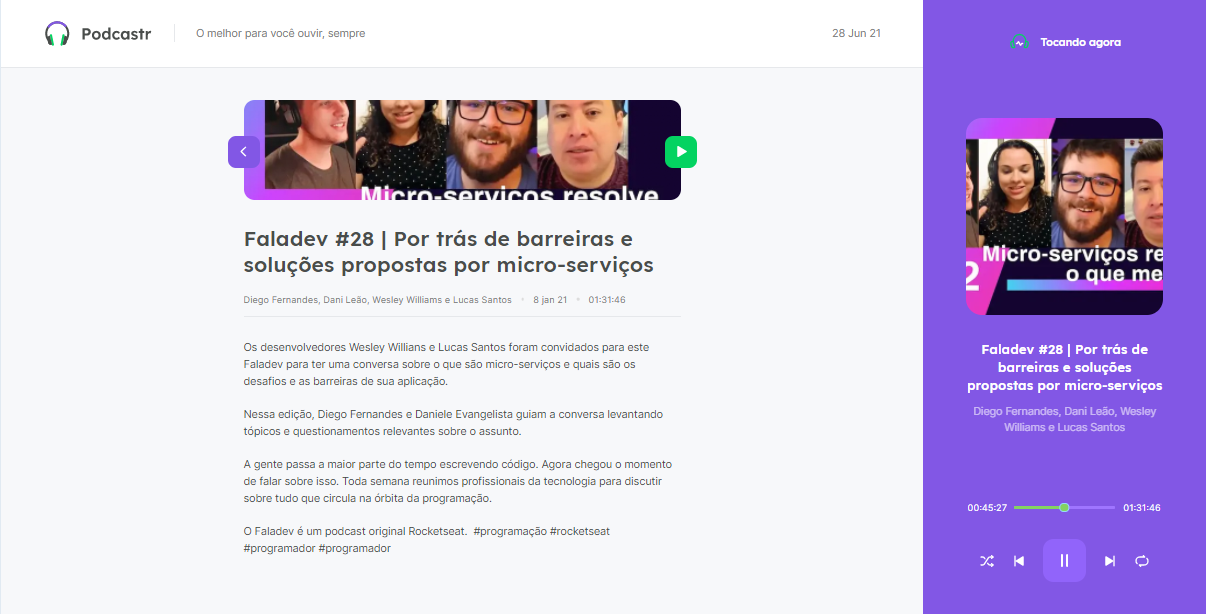 Podcastr
O melhor para você ouvir, sempre
28 Jun 21
Micro-serviços resolve
Faladev #28 | Por trás de barreiras e
soluções propostas por micro-serviços
Diego Fernandes, Dani Leão, Wesley Williams e Lucas Santos
8 jan 21
01:31:46
Os desenvolvedores Wesley Willians e Lucas Santos foram convidados para este
Faladev para ter uma conversa sobre o que são micro-serviços e quais são os
desafios e as barreiras de sua aplicação.
Nessa edição, Diego Fernandes e Daniele Evangelista guiam a conversa levantando
tópicos e questionamentos relevantes sobre o assunto.
A gente passa a maior parte do tempo escrevendo código. Agora chegou o momento
de falar sobre isso. Toda semana reunimos profissionais da tecnologia para discutir
sobre tudo que circula na órbita da programação.
O Faladev é um podcast original Rocketseat.  #programação #rocketseat
#programador #programador
Tocando agora
Micro-serviços re
2 o que me
Faladev #28 | Por trás de
barreiras e soluções
propostas por micro-serviços
Diego Fernandes, Dani Leão, Wesley
Williams e Lucas Santos
00:45:27
01:31:46